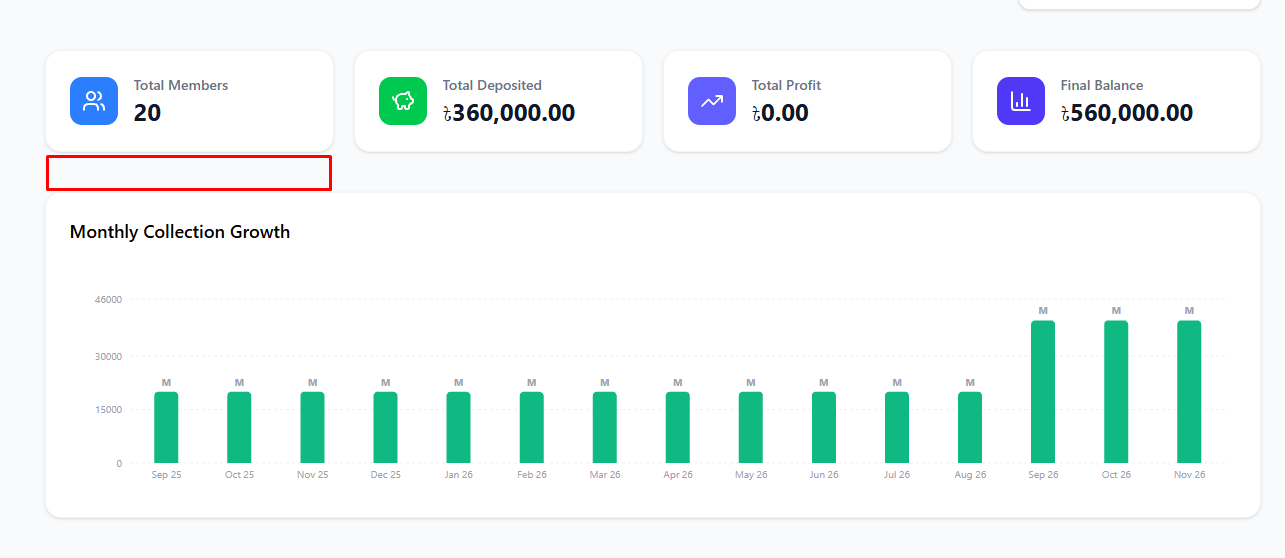 Total Members
20
Total Deposited
৳360,000.00
Total Profit
৳0.00
Final Balance
৳560,000.00
Monthly Collection Growth
46000
30000
15000
0
M M M M M M M M M M M M M M M
Sep 25 Oct 25 Nov 25 Dec 25 Jan 26 Feb 26 Mar 26 Apr 26 May 26 Jun 26 Jul 26 Aug 26 Sep 26 Oct 26 Nov 26